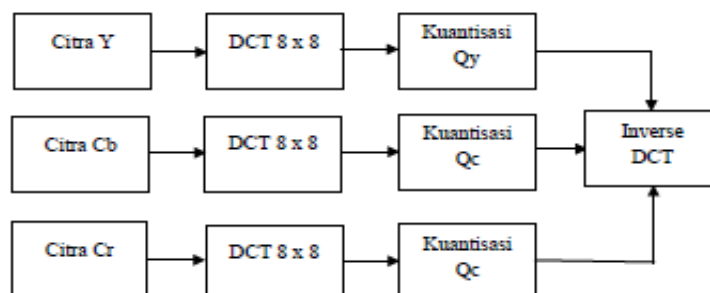 Citra Y
DCT 8 x 8
Kuantisasi
Qy
Citra Cb
DCT 8 x 8
Kuantisasi
Qc
Inverse
DCT
Citra Cr
DCT 8 x 8
Kuantisasi
Qc